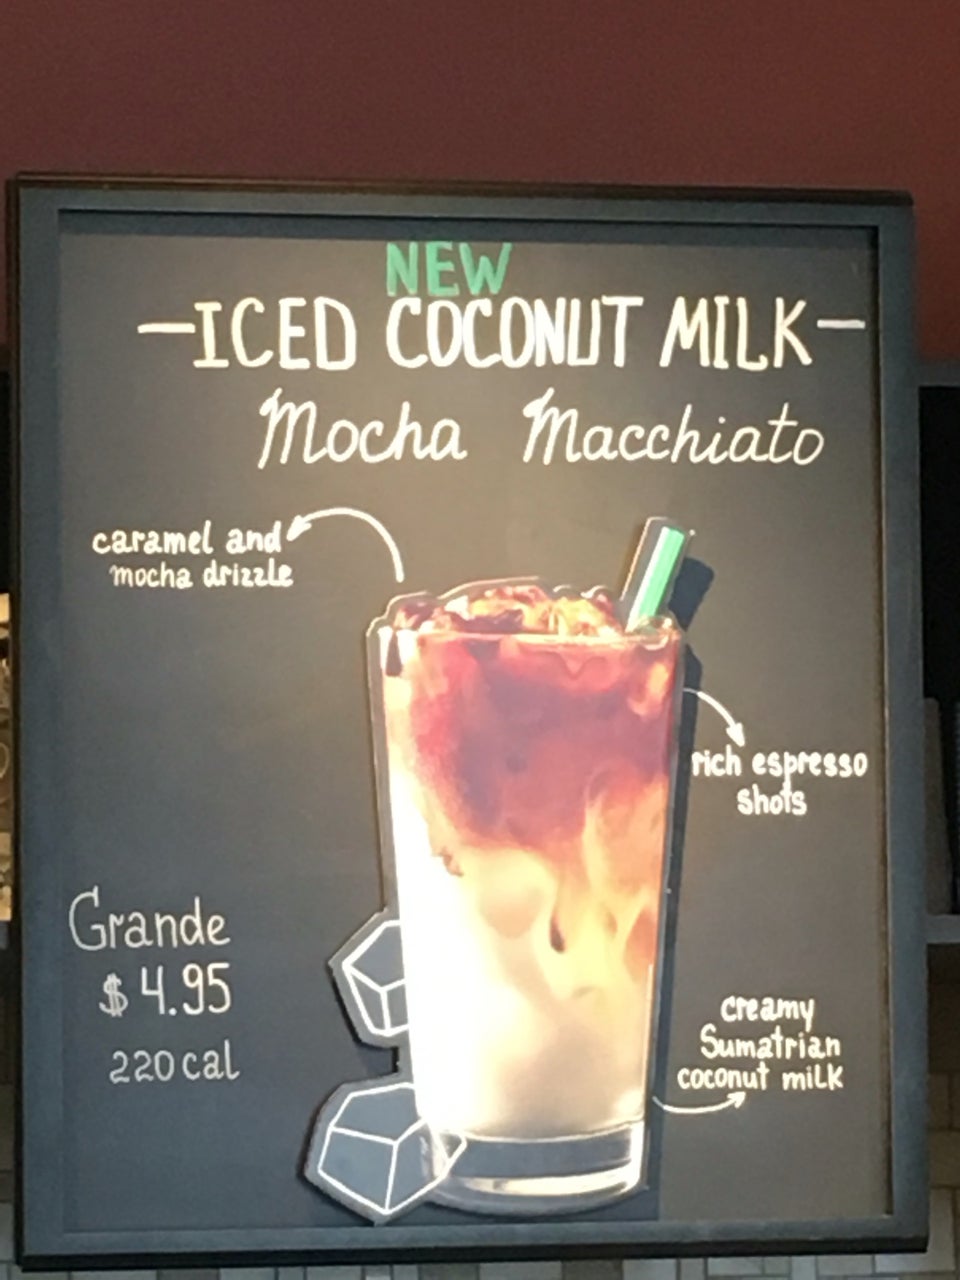 NEW
—ICED COCONUT MILK—
Mocha Macchiato
caramel and
mocha drizzle
rich espresso
shots
Grande
$4.95
220 cal
creamy
Sumatrian
coconut milk